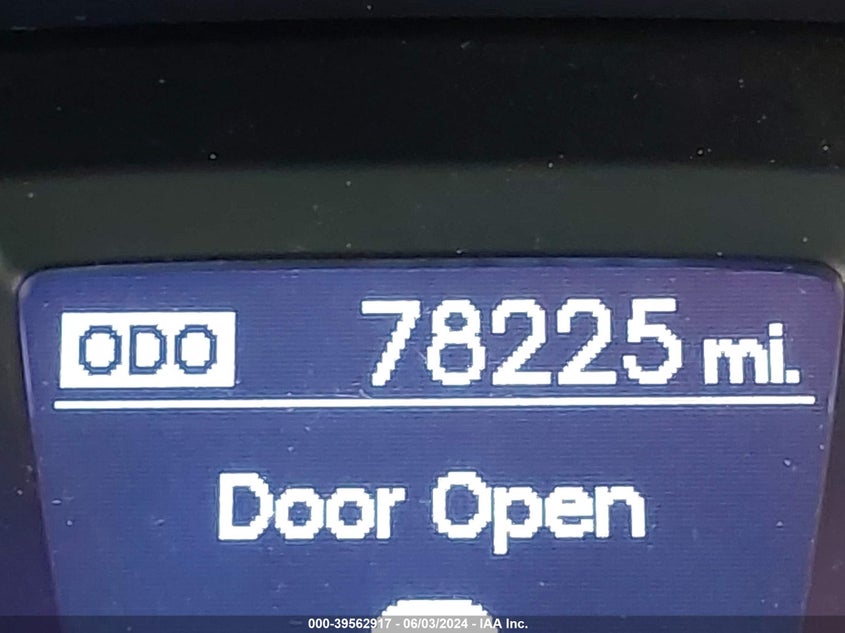 ODO 78225 mi.
Door Open
000-39562917 - 06/03/2024 - IAA Inc.